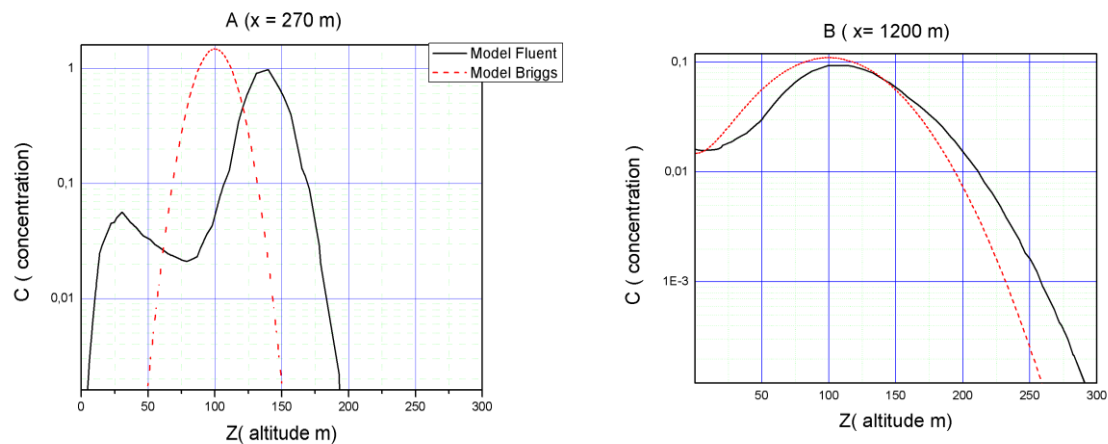 A (x = 270 m)
Model Fluent
Model Briggs
C ( concentration)
1
0,1
0,01
0 50 100 150 200 250 300
Z( altitude m)
B ( x= 1200 m)
C ( concentration )
0,1
0,01
1E-3
50 100 150 200 250 300
Z( altitude m)